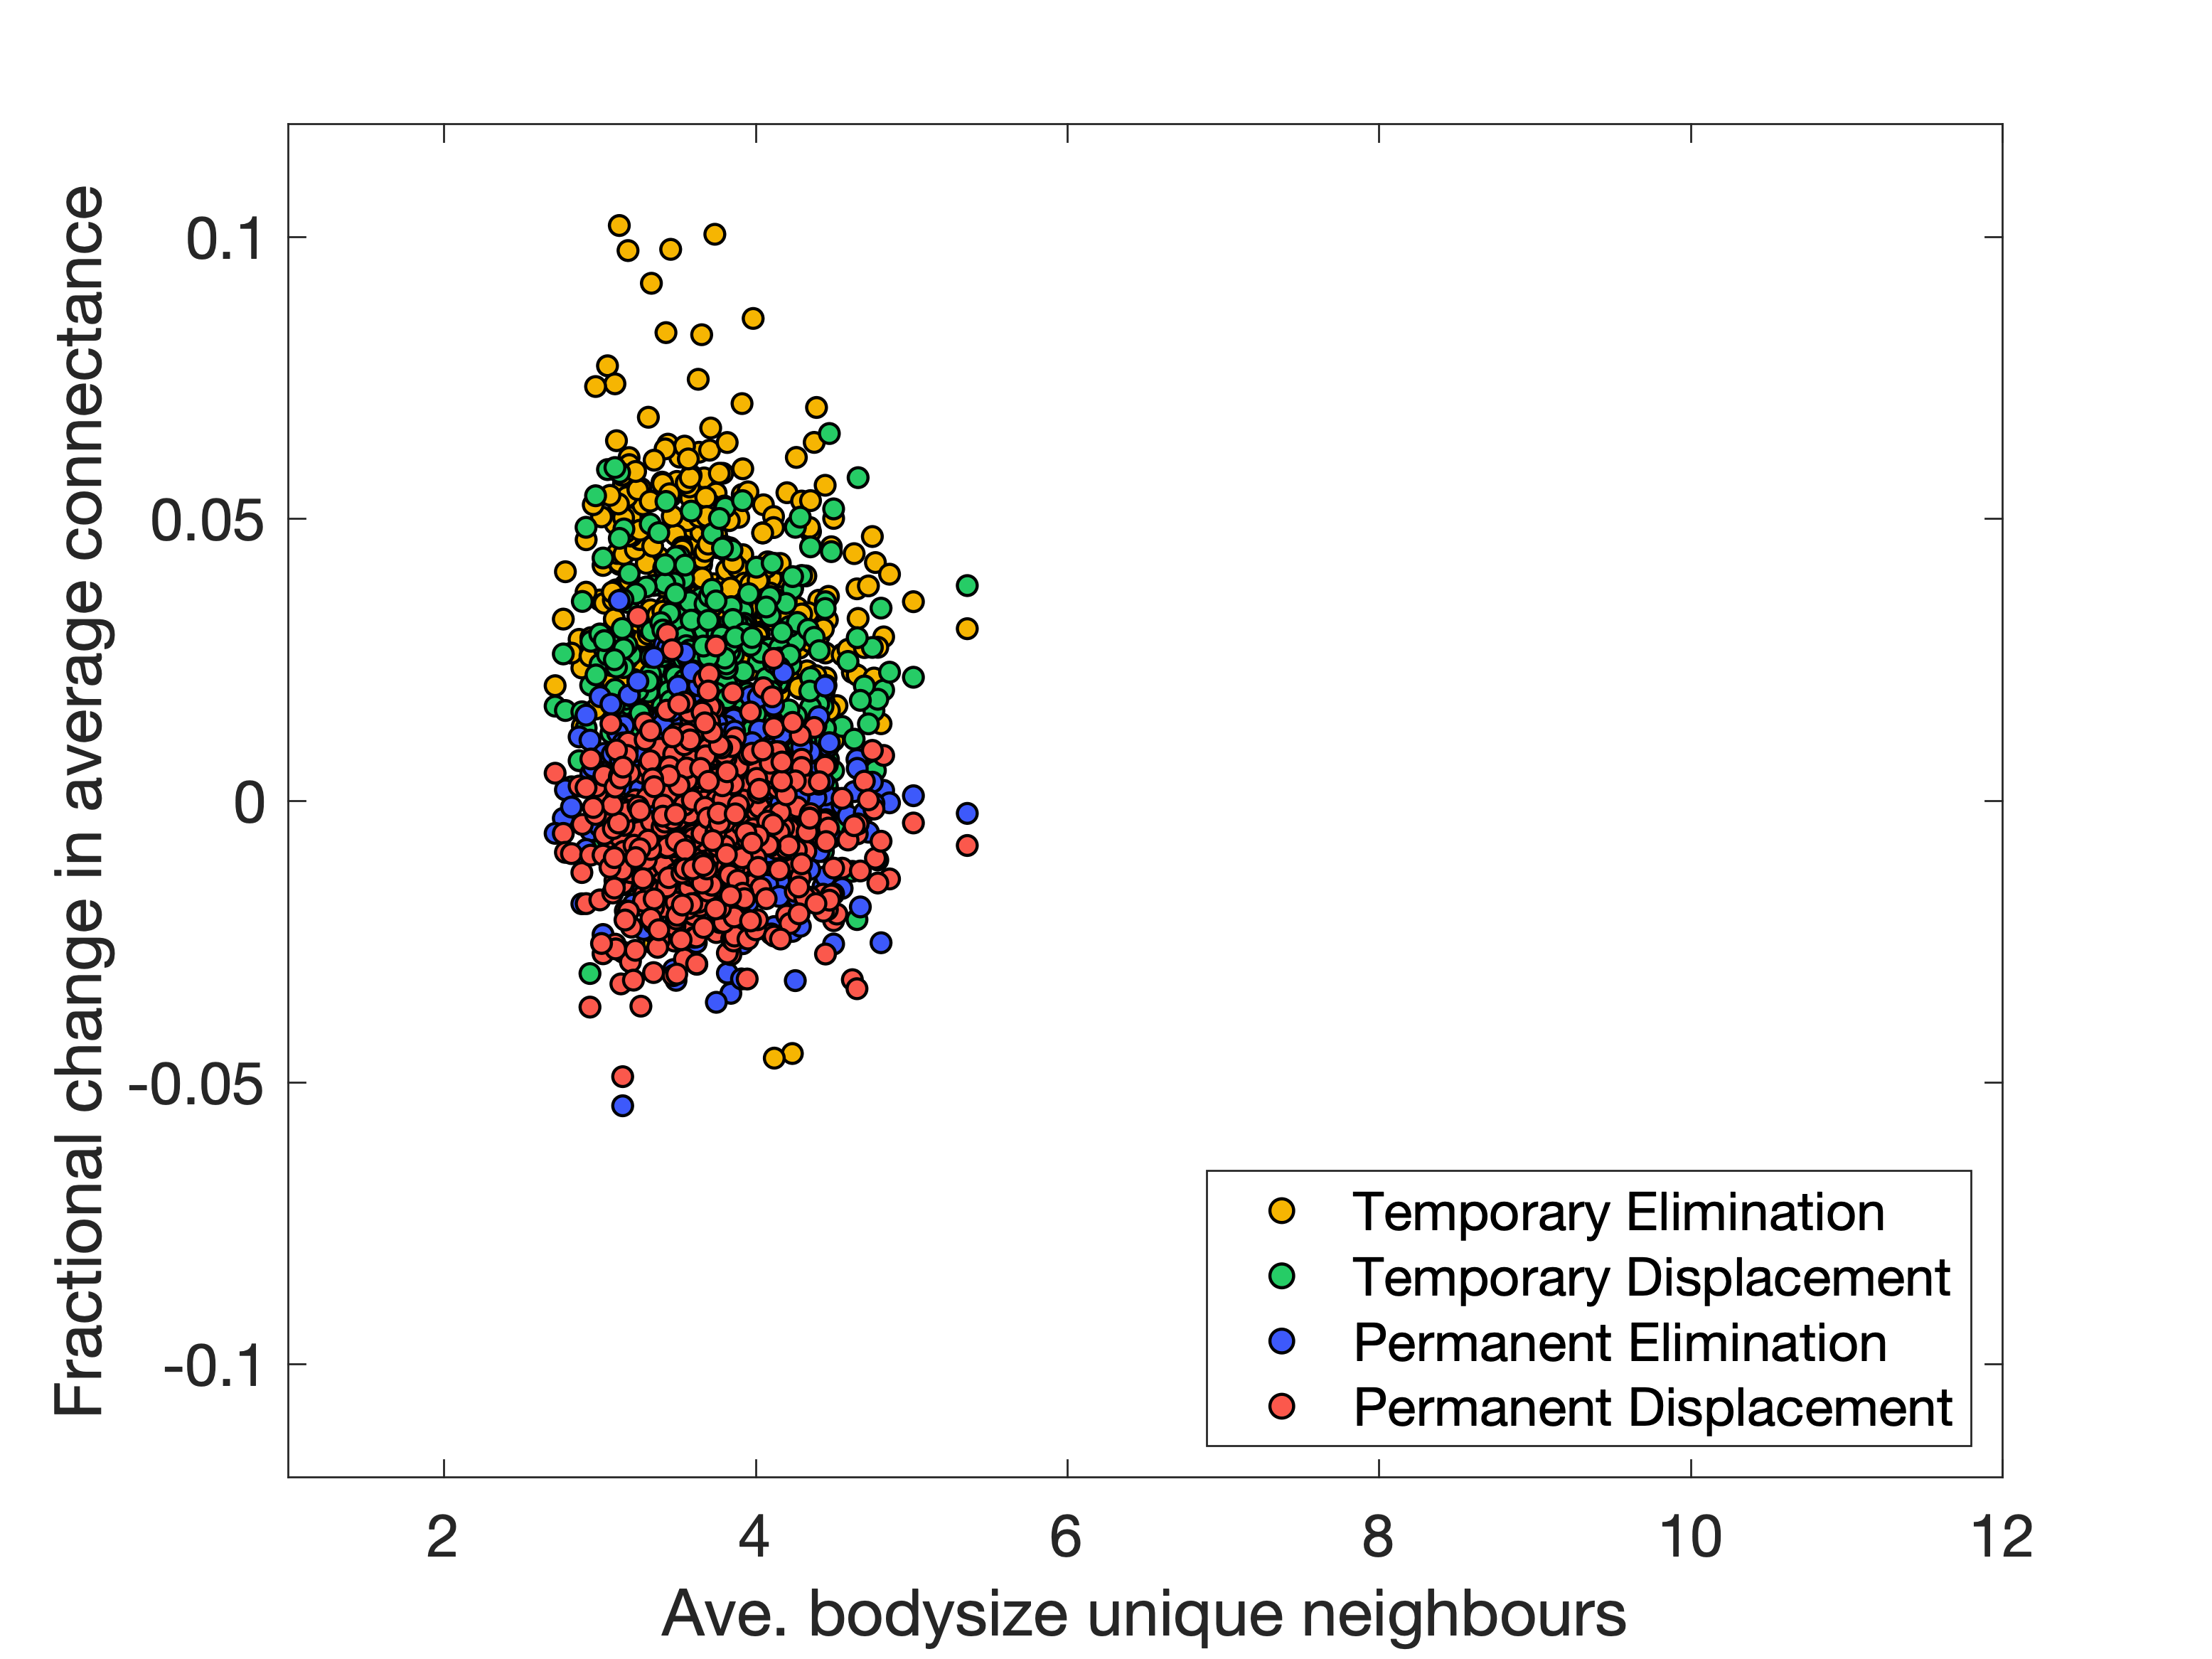 Fractional change in average connectance
0.1
0.05
0
-0.05
-0.1
2 4 6 8 10 12
Ave. bodysize unique neighbours
Temporary Elimination
Temporary Displacement
Permanent Elimination
Permanent Displacement